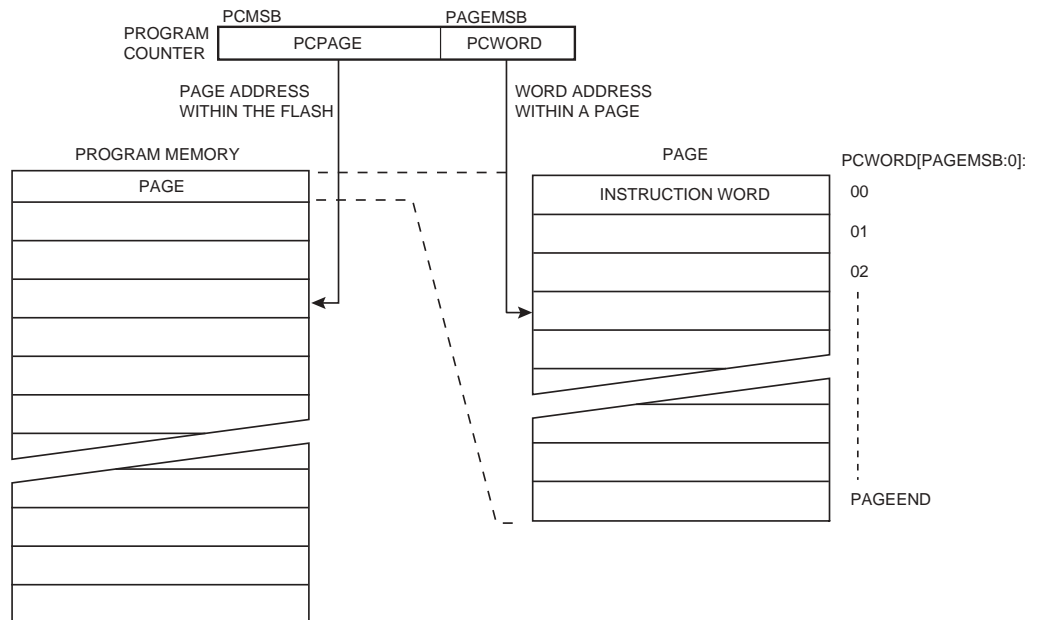 PCMSB
PAGEMSB
PROGRAM
COUNTER
PCPAGE
PCWORD
PAGE ADDRESS
WITHIN THE FLASH
WORD ADDRESS
WITHIN A PAGE
PROGRAM MEMORY
PAGE
PAGE
PCWORD[PAGEMSB:0]:
INSTRUCTION WORD
00
01
02
PAGEEND